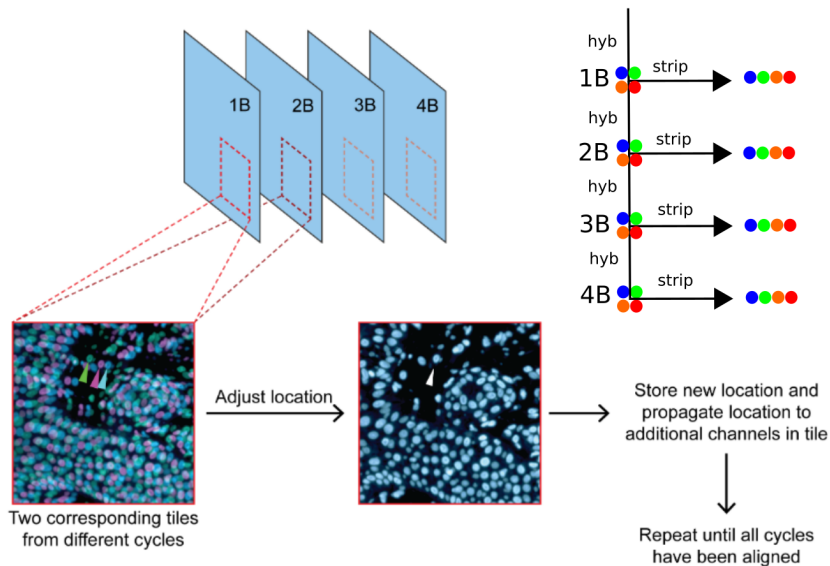 1B
2B
3B
4B
hyb
1B
strip
hyb
2B
strip
hyb
3B
strip
hyb
4B
strip
Adjust location
Store new location and
propagate location to
additional channels in tile
Two corresponding tiles
from different cycles
Repeat until all cycles
have been aligned